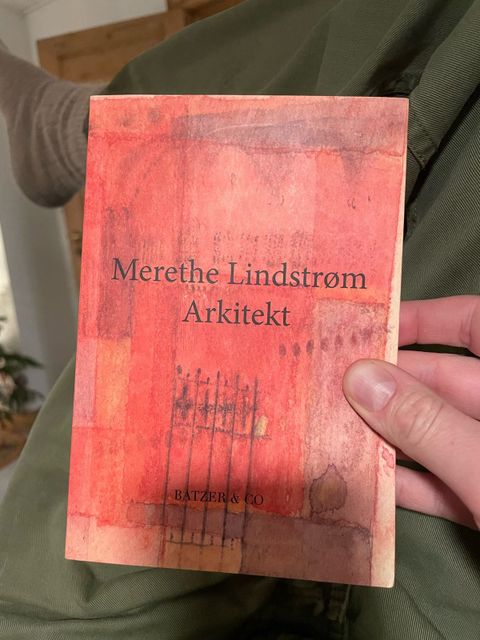 Merethe Lindstrøm
Arkitekt
BATZER & CO